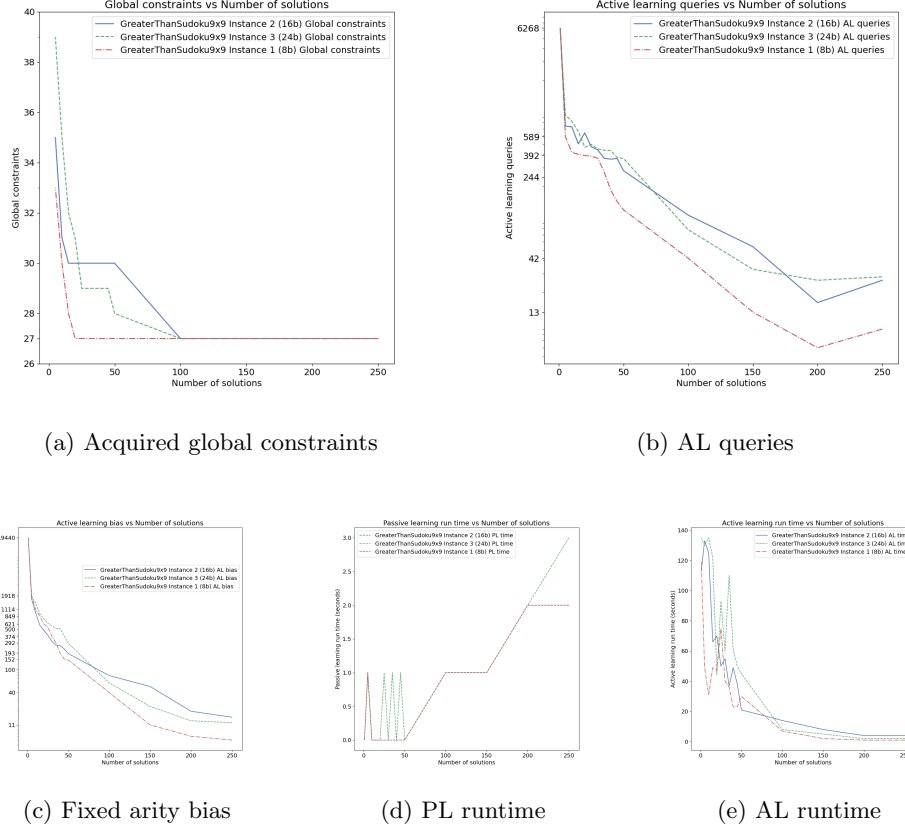 Global constraints vs Number of solutions
GreaterThanSudoku9x9 Instance 2 (16b) Global constraints
GreaterThanSudoku9x9 Instance 3 (24b) Global constraints
GreaterThanSudoku9x9 Instance 1 (8b) Global constraints
40
38
36
34
32
30
28
27
26
Global constraints
0
50
100
150
200
250
Number of solutions
(a) Acquired global constraints
Active learning queries vs Number of solutions
GreaterThanSudoku9x9 Instance 2 (16b) AL queries
GreaterThanSudoku9x9 Instance 3 (24b) AL queries
GreaterThanSudoku9x9 Instance 1 (8b) AL queries
6268
589
392
244
42
13
Active learning queries
0
50
100
150
200
250
Number of solutions
(b) AL queries
Active learning bias vs Number of solutions
GreaterThanSudoku9x9 Instance 2 (16b) AL bias
GreaterThanSudoku9x9 Instance 3 (24b) AL bias
GreaterThanSudoku9x9 Instance 1 (8b) AL bias
9440
1918
1114
849
621
500
374
292
193
152
100
40
11
0
50
100
150
200
250
Number of solutions
(c) Fixed arity bias
Passive learning run time vs Number of solutions
GreaterThanSudoku9x9 Instance 2 (16b) PL time
GreaterThanSudoku9x9 Instance 3 (24b) PL time
GreaterThanSudoku9x9 Instance 1 (8b) PL time
3.0
2.5
2.0
1.5
1.0
0.5
0.0
Passive learning run time (seconds)
0
50
100
150
200
250
Number of solutions
(d) PL runtime
Active learning run time vs Number of solutions
GreaterThanSudoku9x9 Instance 2 (16b) AL tim
GreaterThanSudoku9x9 Instance 3 (24b) AL tim
GreaterThanSudoku9x9 Instance 1 (8b) AL time
140
120
100
80
60
40
20
0
Active learning run time (seconds)
0
50
100
150
200
250
Number of solutions
(e) AL runtime